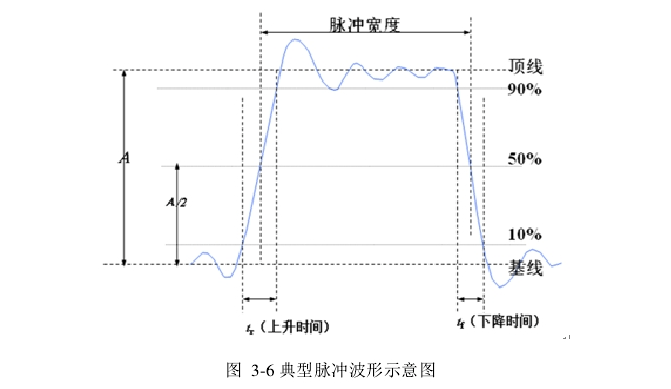 脉冲宽度
顶线
90%
A
50%
A/2
10%
基线
tr（上升时间）
tf（下降时间）
图 3-6 典型脉冲波形示意图